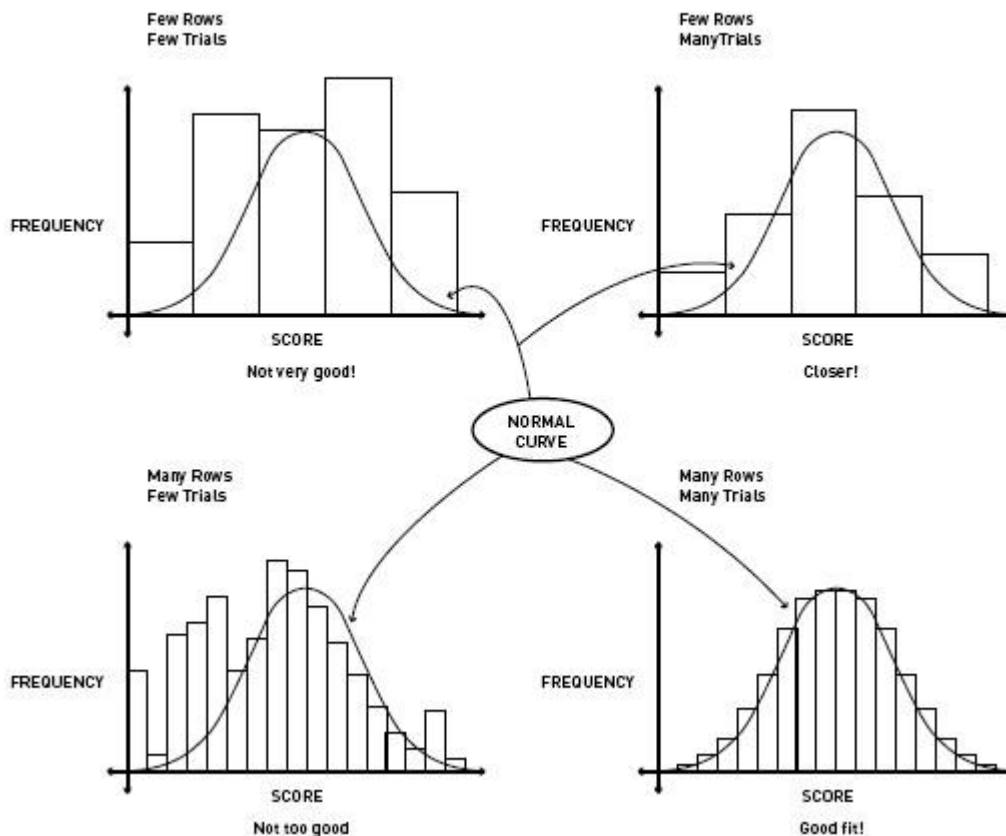 Few Rows
Few Trials
Few Rows
ManyTrials
FREQUENCY
FREQUENCY
SCORE
SCORE
Not very good!
Closer!
NORMAL
CURVE
Many Rows
Few Trials
Many Rows
Many Trials
FREQUENCY
FREQUENCY
SCORE
SCORE
Not too good
Good fit!